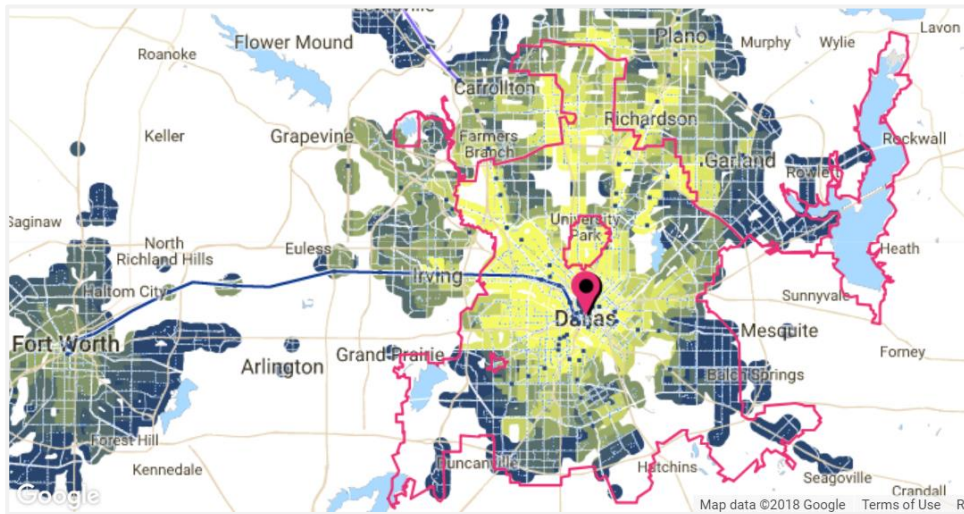 Lavon
Plano
Murphy
Wylie
Roanoke
Flower Mound
Carrollton
Keller
Grapevine
Farmers
Branch
Richardson
Rockwall
Garland
Saginaw
University
Park
North
Richland Hills
Euless
Heath
Irving
Haltom City
Sunnyvale
Dallas
Fort Worth
Mesquite
Arlington
Grand Prairie
Forney
Balch Springs
Forest Hill
Kennedale
Duncanville
Hutchins
Seagoville
Crandall
Google
Map data ©2018 Google
Terms of Use
R